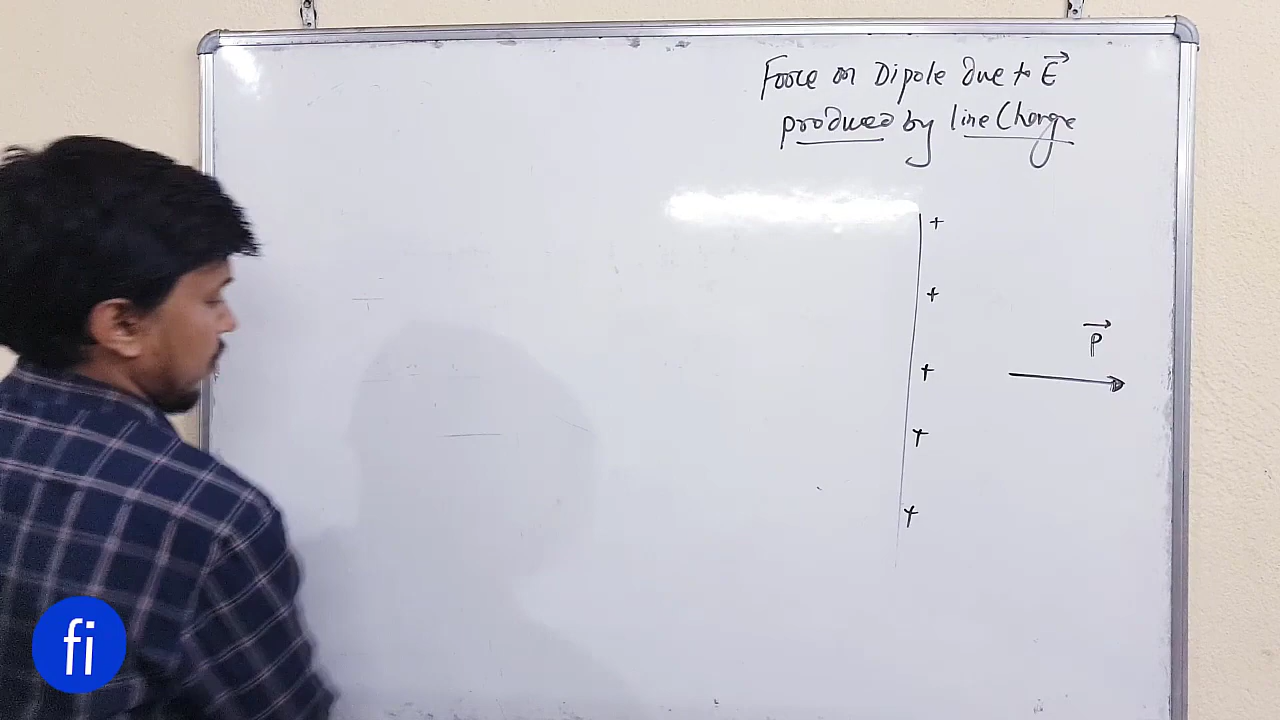 Force on Dipole due to E
produced by line Charge
+
+
P
+
+
+
fi